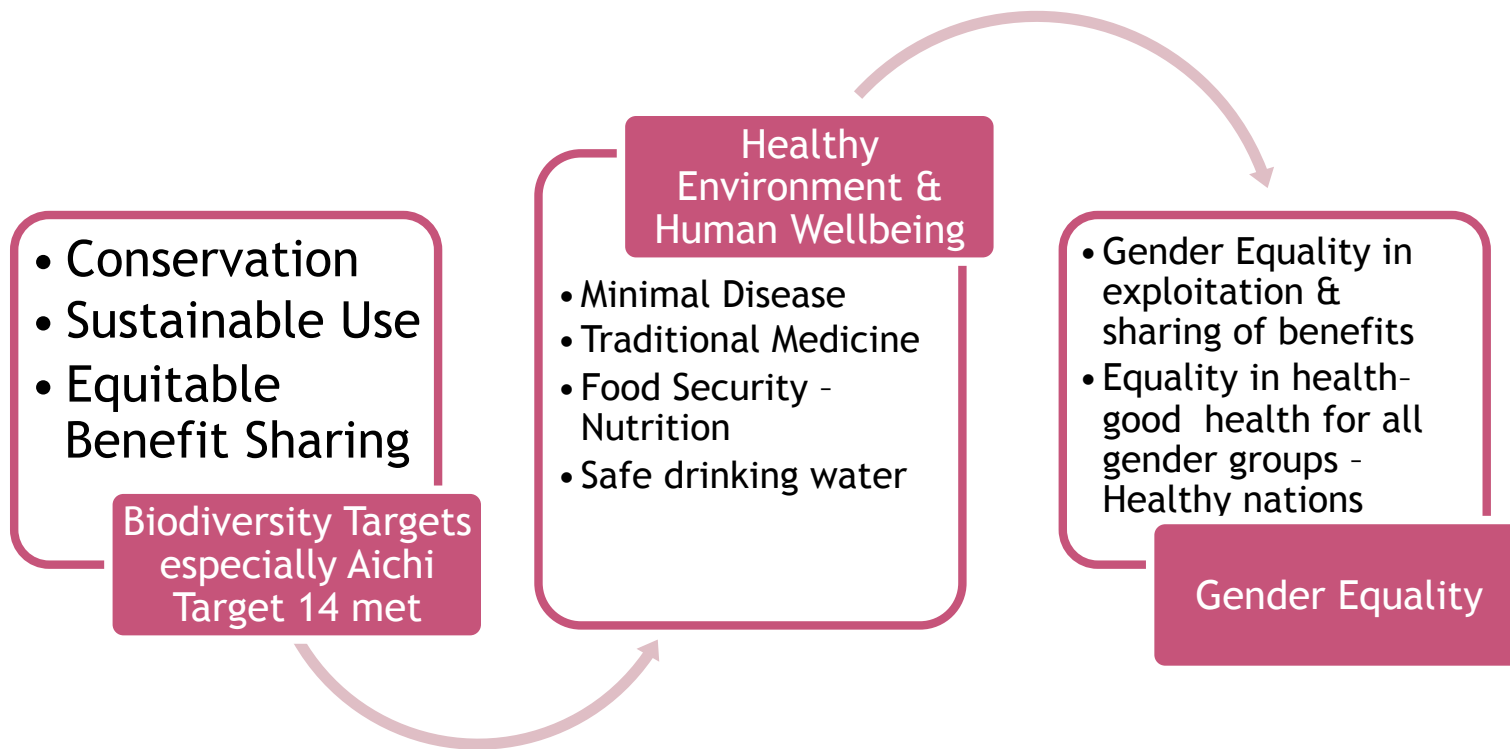 • Conservation
• Sustainable Use
• Equitable
Benefit Sharing
Biodiversity Targets
especially Aichi
Target 14 met
Healthy
Environment &
Human Wellbeing
• Minimal Disease
• Traditional Medicine
• Food Security –
Nutrition
• Safe drinking water
• Gender Equality in
exploitation &
sharing of benefits
• Equality in health–
good  health for all
gender groups –
Healthy nations
Gender Equality